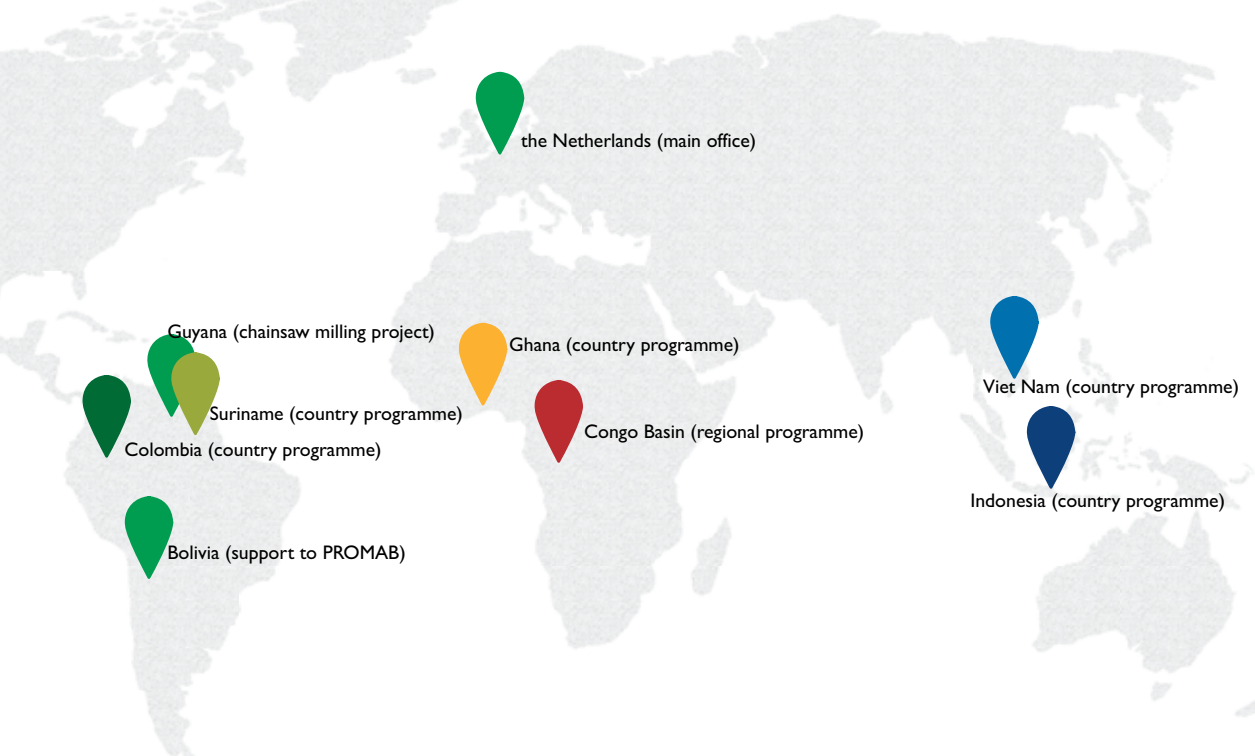 the Netherlands (main office)
Guyana (chainsaw milling project)
Ghana (country programme)
Viet Nam (country programme)
Suriname (country programme)
Congo Basin (regional programme)
Colombia (country programme)
Indonesia (country programme)
Bolivia (support to PROMAB)